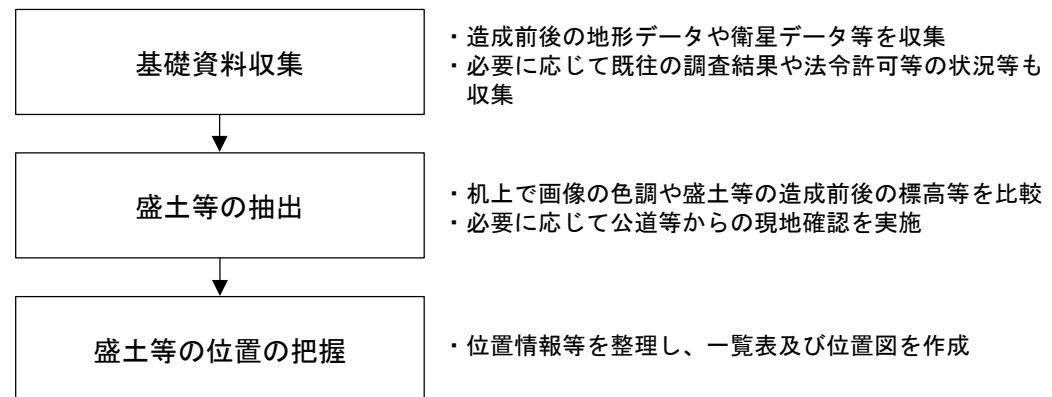 基礎資料収集
・造成前後の地形データや衛星データ等を収集
・必要に応じて既往の調査結果や法令許可等の状況等も
収集
盛土等の抽出
・机上で画像の色調や盛土等の造成前後の標高等を比較
・必要に応じて公道等からの現地確認を実施
盛土等の位置の把握
・位置情報等を整理し、一覧表及び位置図を作成